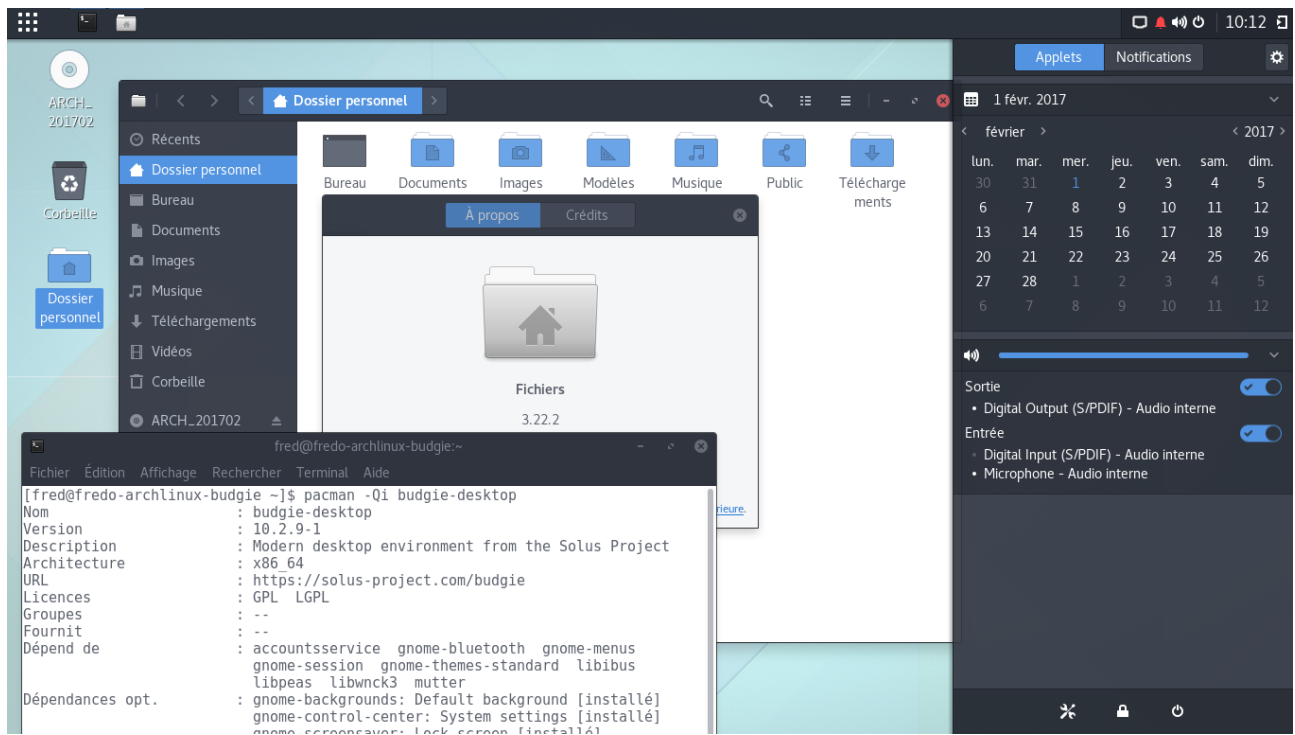 10:12
ARCH_
201702
Corbeille
Dossier
personnel
Dossier personnel
Récents
Dossier personnel
Bureau
Documents
Images
Musique
Téléchargements
Vidéos
Corbeille
ARCH_201702
Bureau
Documents
Images
Modèles
Musique
Public
Télécharge
ments
À propos
Crédits
Fichiers
3.22.2
rieure.
fred@fredo-archlinux-budgie:~
Fichier Édition Affichage Rechercher Terminal Aide
[fred@fredo-archlinux-budgie ~]$ pacman -Qi budgie-desktop
Nom : budgie-desktop
Version : 10.2.9-1
Description : Modern desktop environment from the Solus Project
Architecture : x86_64
URL : https://solus-project.com/budgie
Licences : GPL LGPL
Groupes : --
Fournit : --
Dépend de : accountsservice gnome-bluetooth gnome-menus
gnome-session gnome-themes-standard libibus
libpeas libwnck3 mutter
Dépendances opt. : gnome-backgrounds: Default background [installé]
gnome-control-center: System settings [installé]
gnome-screensaver: Lock screen [installé]
Applets Notifications
1 févr. 2017
février 2017
lun. mar. mer. jeu. ven. sam. dim.
30 31 1 2 3 4 5
6 7 8 9 10 11 12
13 14 15 16 17 18 19
20 21 22 23 24 25 26
27 28 1 2 3 4 5
6 7 8 9 10 11 12
Sortie
• Digital Output (S/PDIF) - Audio interne
Entrée
• Digital Input (S/PDIF) - Audio interne
• Microphone - Audio interne